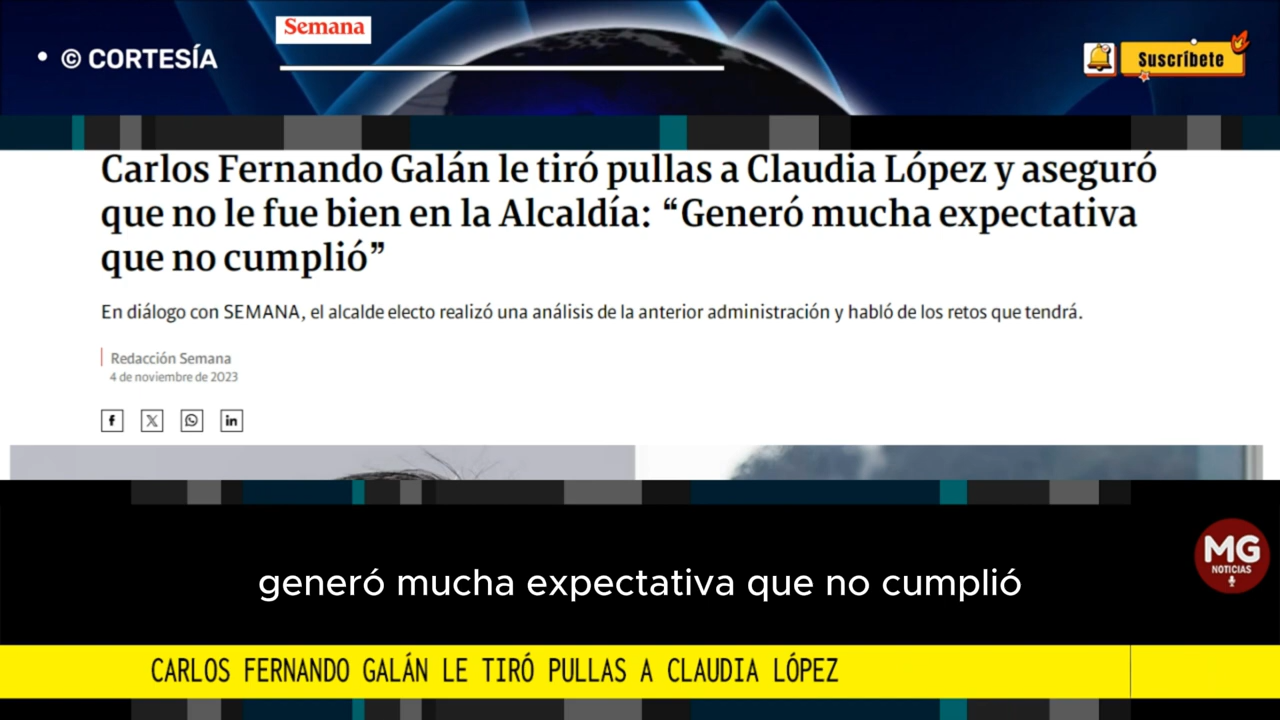 Semana
• © CORTESÍA
Suscríbete
Carlos Fernando Galán le tiró pullas a Claudia López y aseguró
que no le fue bien en la Alcaldía: “Generó mucha expectativa
que no cumplió”
En diálogo con SEMANA, el alcalde electo realizó una análisis de la anterior administración y habló de los retos que tendrá.
Redacción Semana
4 de noviembre de 2023
MG
NOTICIAS
generó mucha expectativa que no cumplió
CARLOS FERNANDO GALÁN LE TIRÓ PULLAS A CLAUDIA LÓPEZ